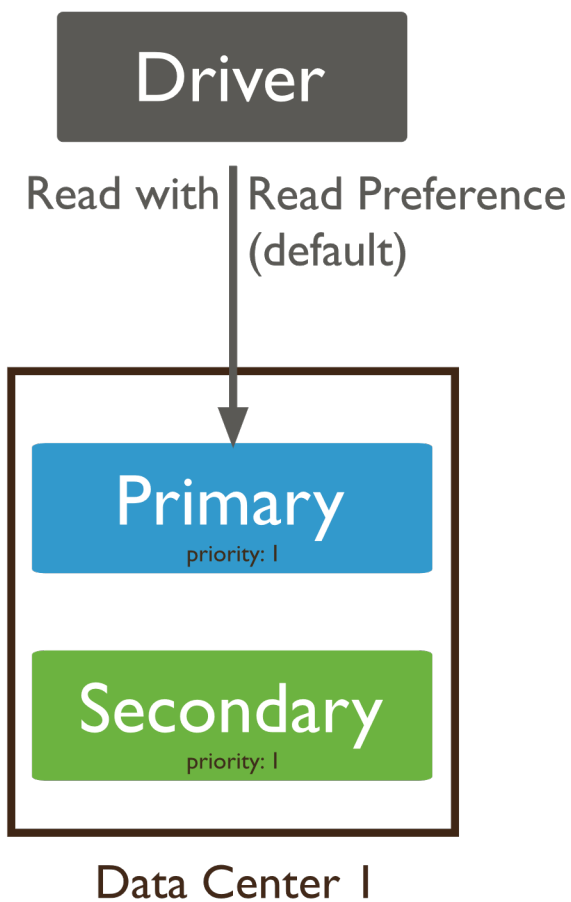 Driver
Read with Read Preference
(default)
Primary
priority: 1
Secondary
priority: 1
Data Center 1